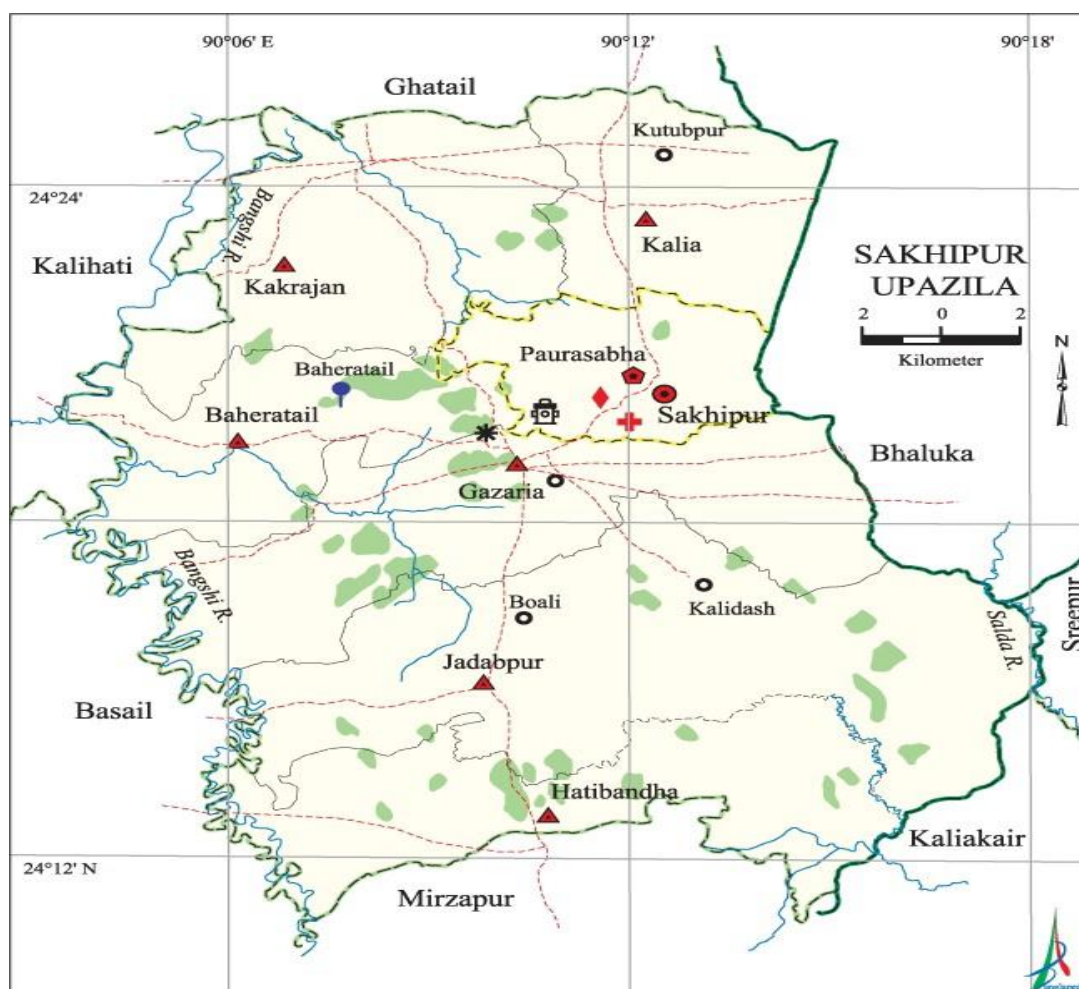 90°06' E
90°12'
90°18'
Ghatail
Kutubpur
24°24'
Bangshi R.
Kalia
Kalihati
SAKHIPUR
UPAZILA
Kakrajan
2 0 2
Kilometer
N
Paurasabha
Baheratail
Sakhipur
Baheratail
Bhaluka
Gazaria
Bangshi R.
Kalidash
Boali
Salda R.
Sreepur
Jadabpur
Basail
Hatibandha
Kaliakair
24°12' N
Mirzapur